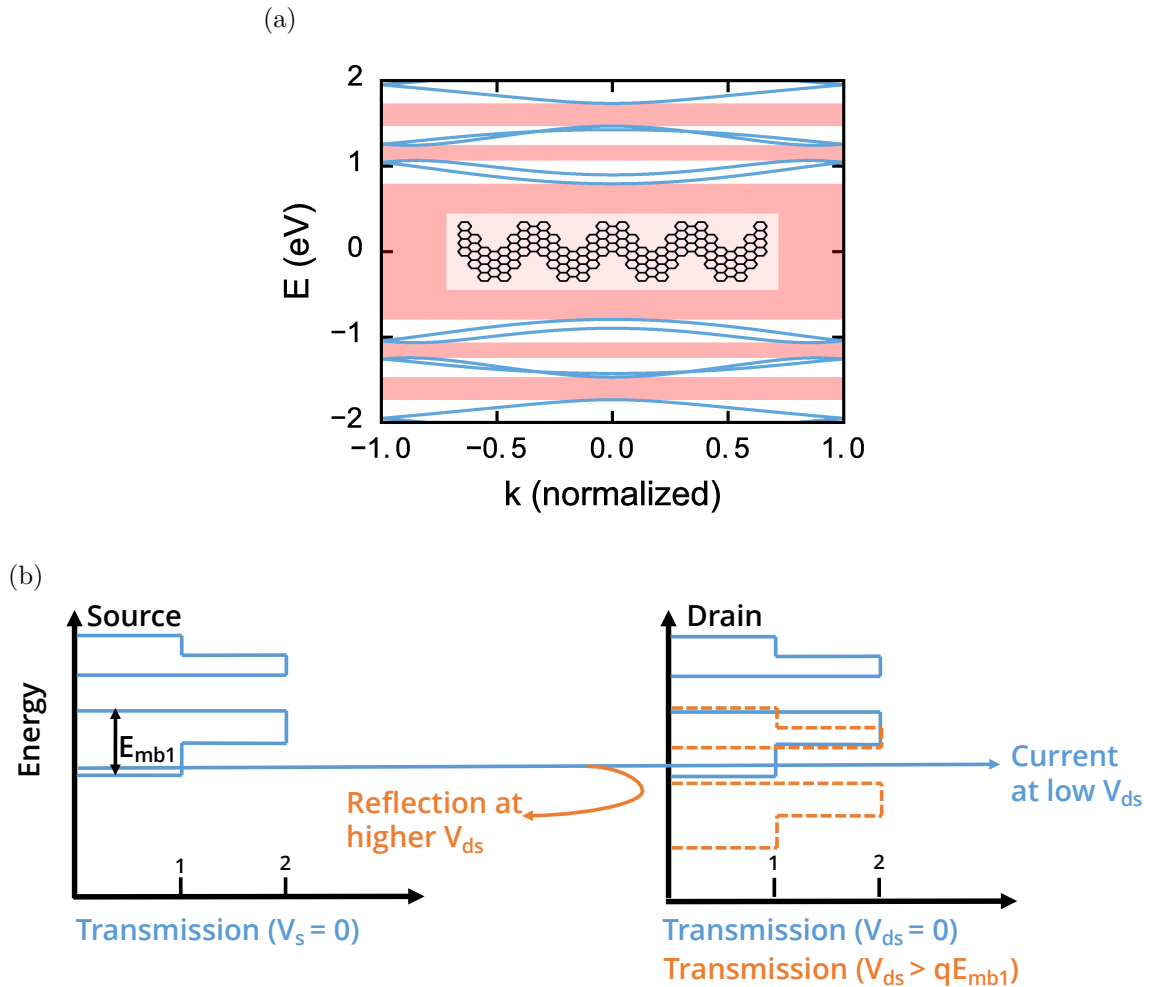 (a)
2
1
0
−1
−2
E (eV)
−1.0
−0.5
0.0
0.5
1.0
k (normalized)
(b)
Source
Drain
Energy
E_mb1
Current
at low V_ds
Reflection at
higher V_ds
1
2
1
2
Transmission (V_s = 0)
Transmission (V_ds = 0)
Transmission (V_ds > qE_mb1)